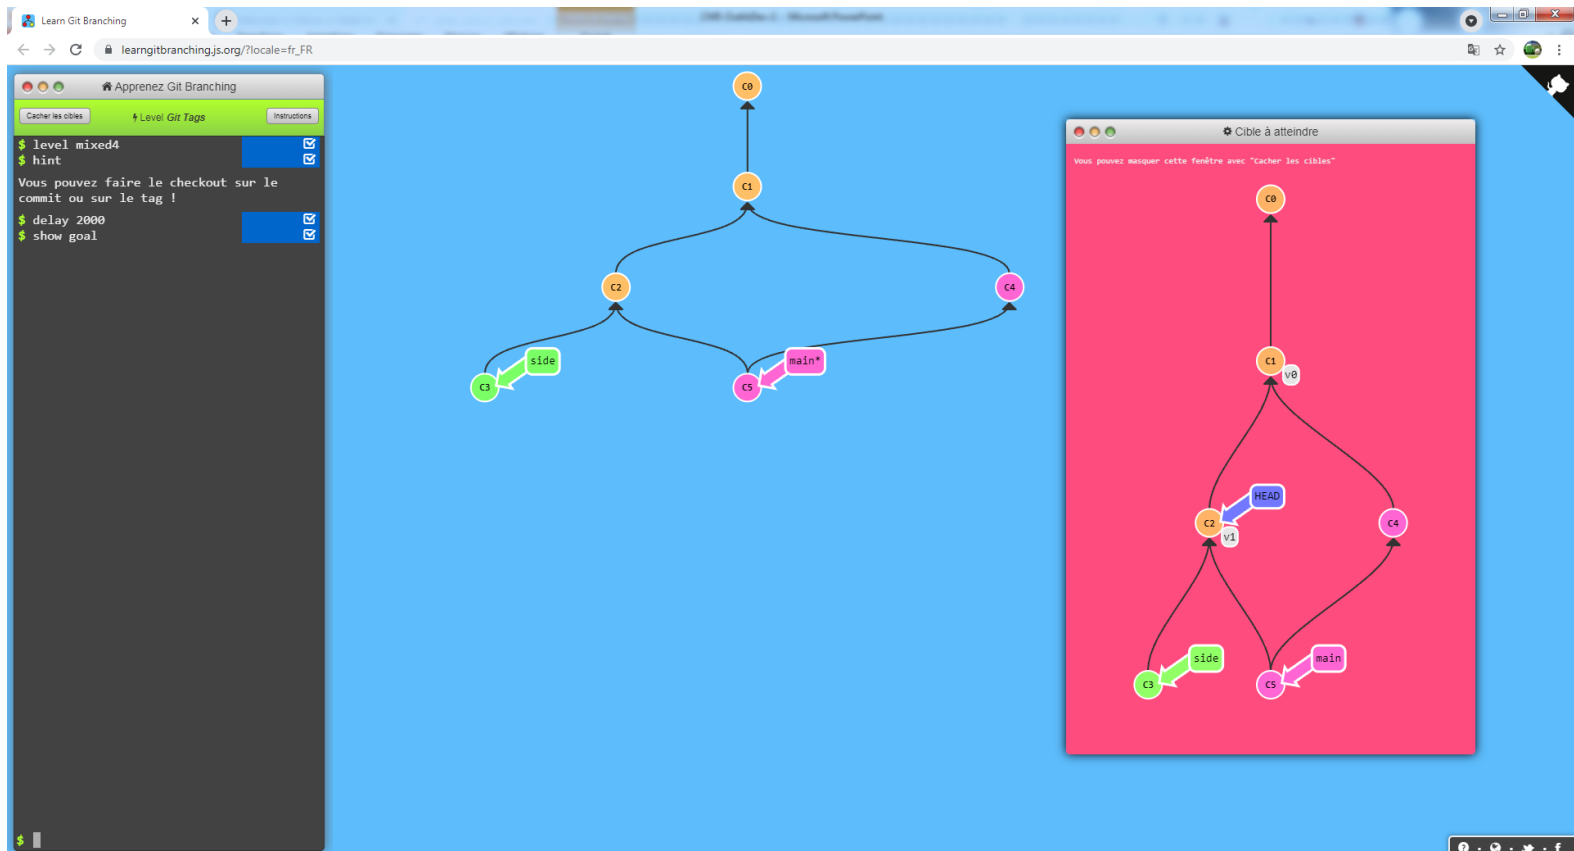 Learn Git Branching
learngitbranching.js.org/?locale=fr_FR
Apprenez Git Branching
Cacher les cibles
Level Git Tags
Instructions
$ level mixed4
$ hint
Vous pouvez faire le checkout sur le
commit ou sur le tag !
$ delay 2000
$ show goal
$
C0
C1
C2
C4
side
main*
C3
C5
Cible à atteindre
Vous pouvez masquer cette fenêtre avec "Cacher les cibles"
C0
C1
v0
HEAD
C2
C4
v1
side
main
C3
C5